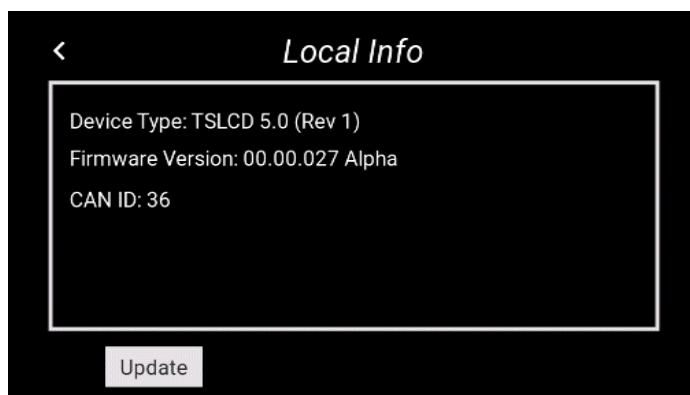 Local Info
Device Type: TSLCD 5.0 (Rev 1)
Firmware Version: 00.00.027 Alpha
CAN ID: 36
Update